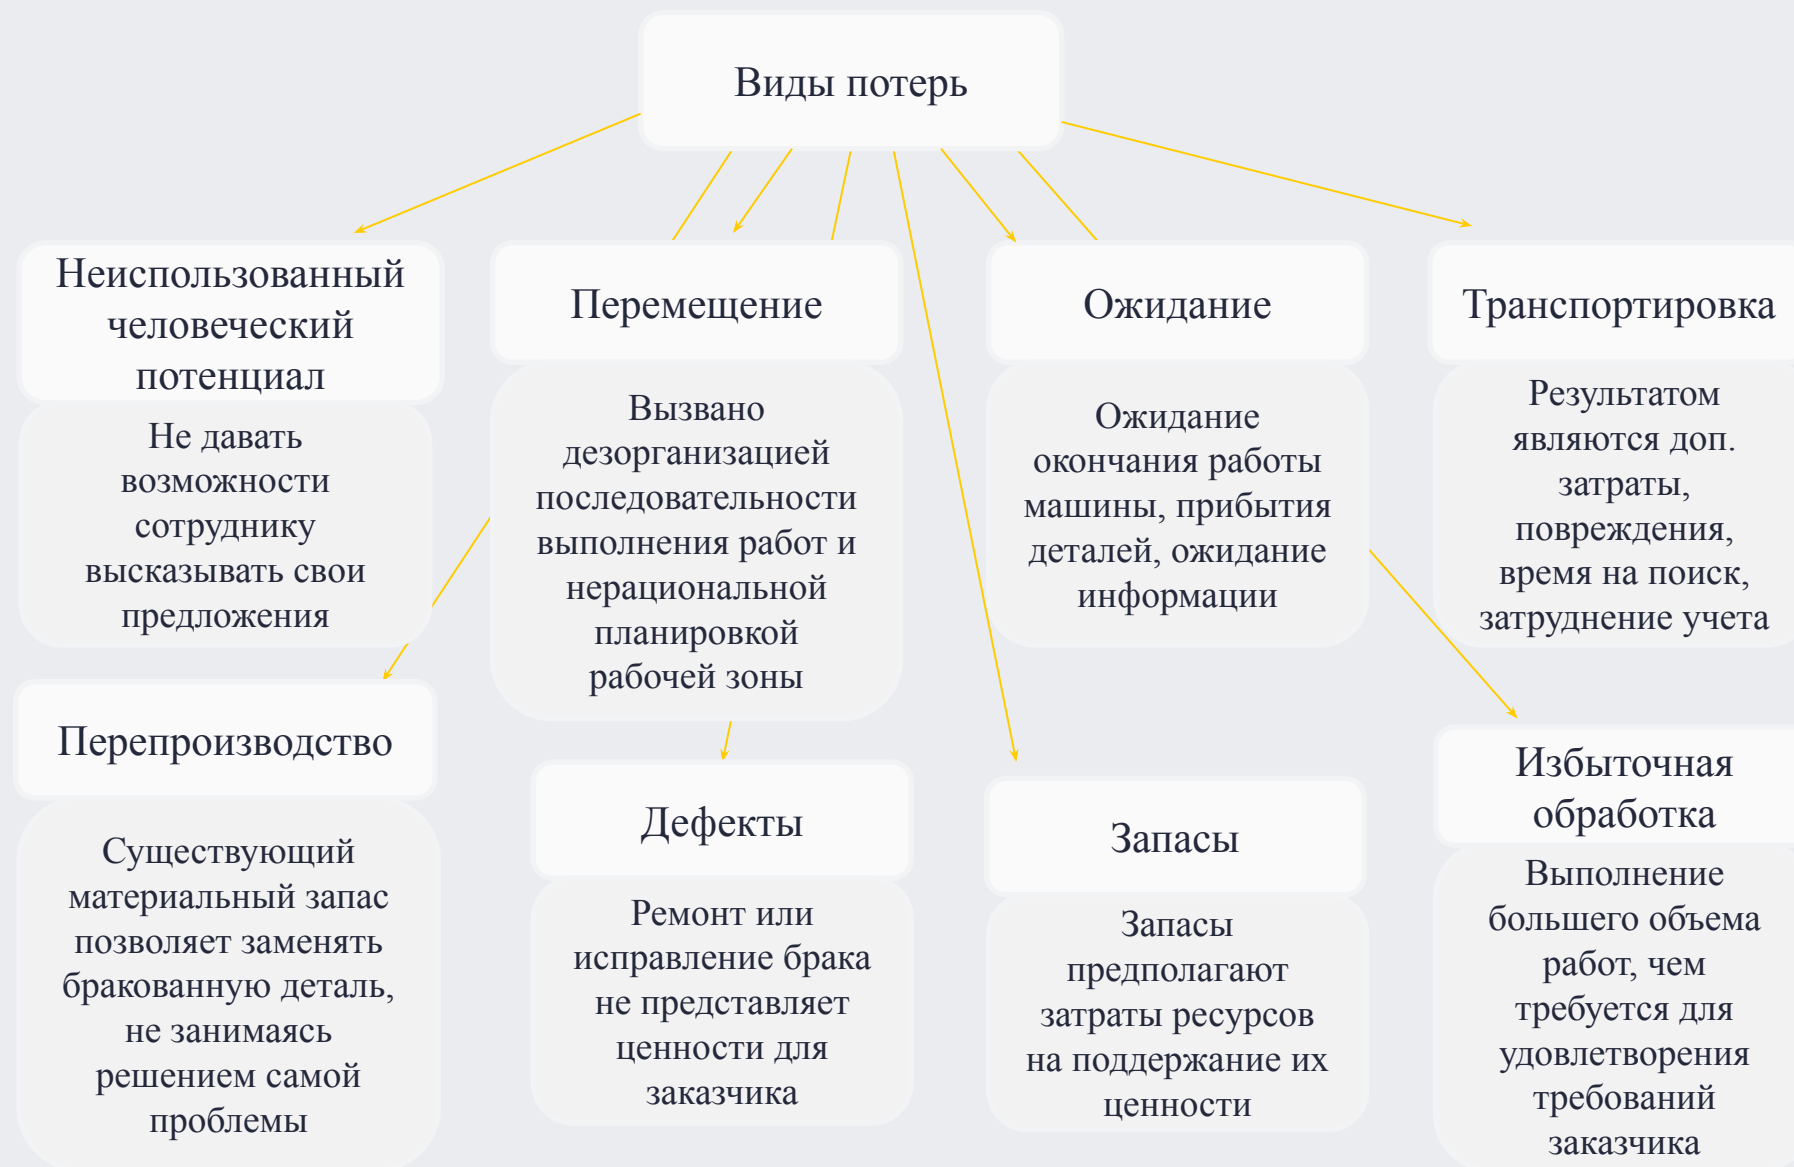 Виды потерь
Неиспользованный
человеческий
потенциал
Не давать
возможности
сотруднику
высказывать свои
предложения
Перемещение
Вызвано
дезорганизацией
последовательности
выполнения работ и
нерациональной
планировкой
рабочей зоны
Ожидание
Ожидание
окончания работы
машины, прибытия
деталей, ожидание
информации
Транспортировка
Результатом
являются доп.
затраты,
повреждения,
время на поиск,
затруднение учета
Перепроизводство
Существующий
материальный запас
позволяет заменять
бракованную деталь,
не занимаясь
решением самой
проблемы
Дефекты
Ремонт или
исправление брака
не представляет
ценности для
заказчика
Запасы
Запасы
предполагают
затраты ресурсов
на поддержание их
ценности
Избыточная
обработка
Выполнение
большего объема
работ, чем
требуется для
удовлетворения
требований
заказчика